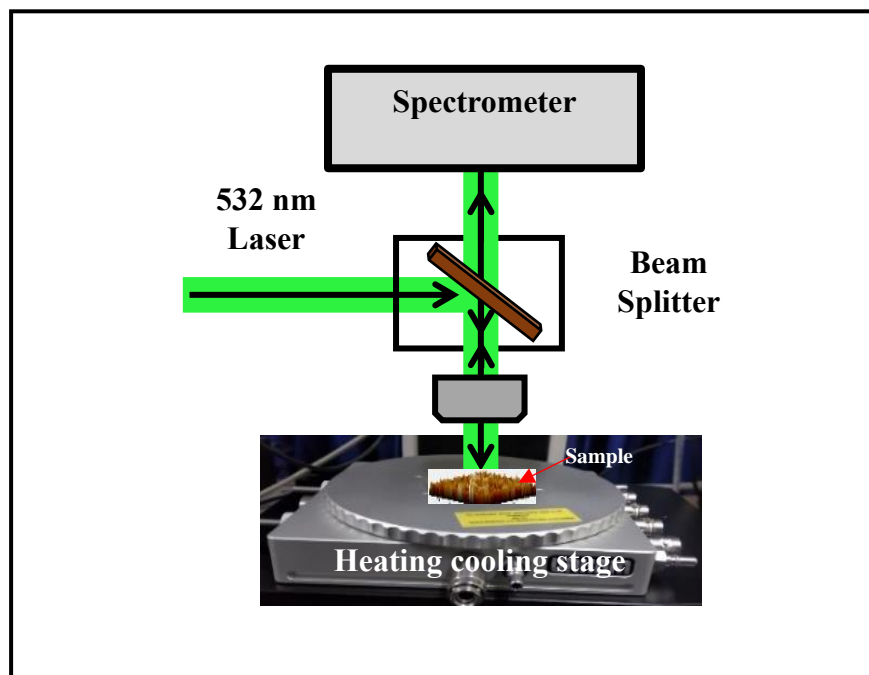 Spectrometer
532 nm
Laser
Beam
Splitter
Sample
Heating cooling stage